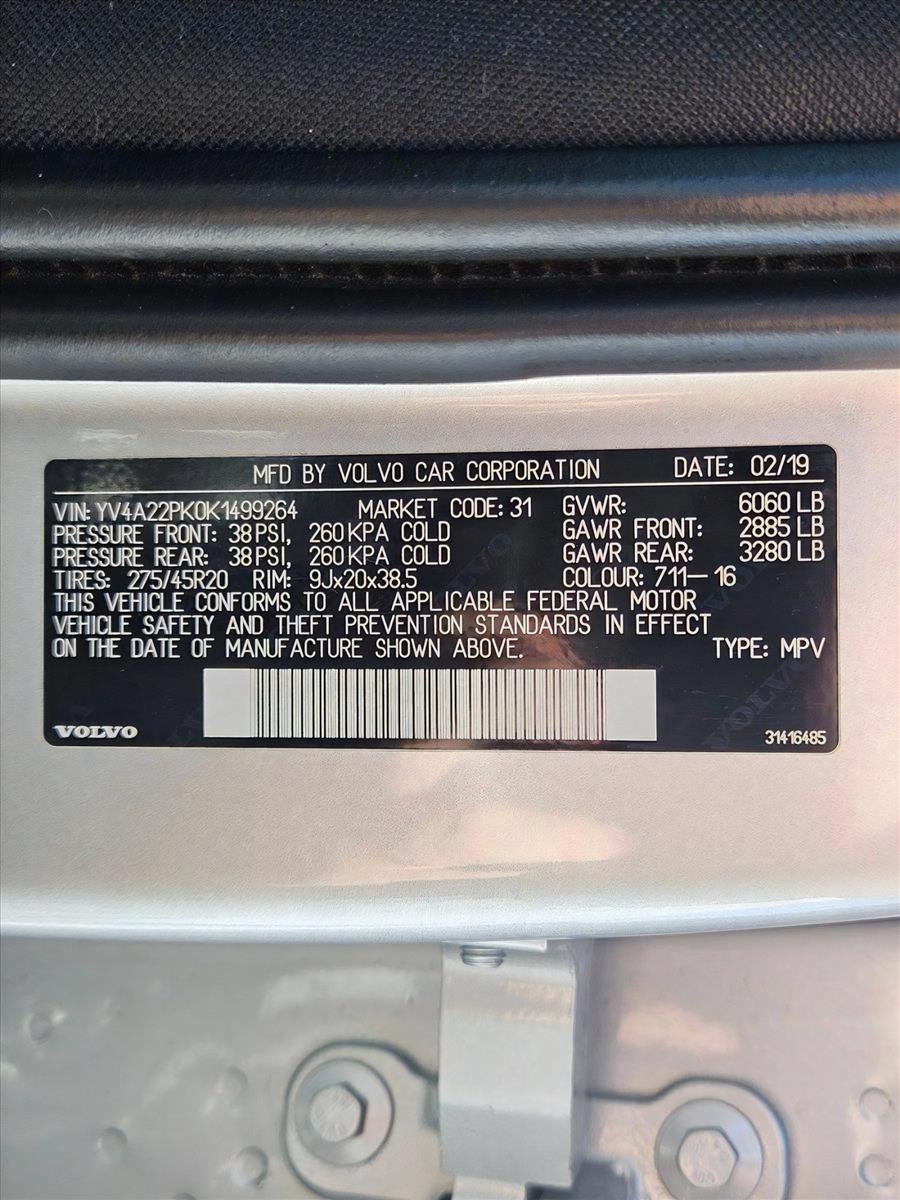 MFD BY VOLVO CAR CORPORATION DATE: 02/19
VIN: YV4A22PK0K1499264 MARKET CODE: 31 GVWR: 6060 LB
PRESSURE FRONT: 38 PSI, 260 KPA COLD GAWR FRONT: 2885 LB
PRESSURE REAR: 38 PSI, 260 KPA COLD GAWR REAR: 3280 LB
TIRES: 275/45R20 RIM: 9Jx20x38.5 COLOUR: 711-16
THIS VEHICLE CONFORMS TO ALL APPLICABLE FEDERAL MOTOR
VEHICLE SAFETY AND THEFT PREVENTION STANDARDS IN EFFECT
ON THE DATE OF MANUFACTURE SHOWN ABOVE. TYPE: MPV
VOLVO 31416485